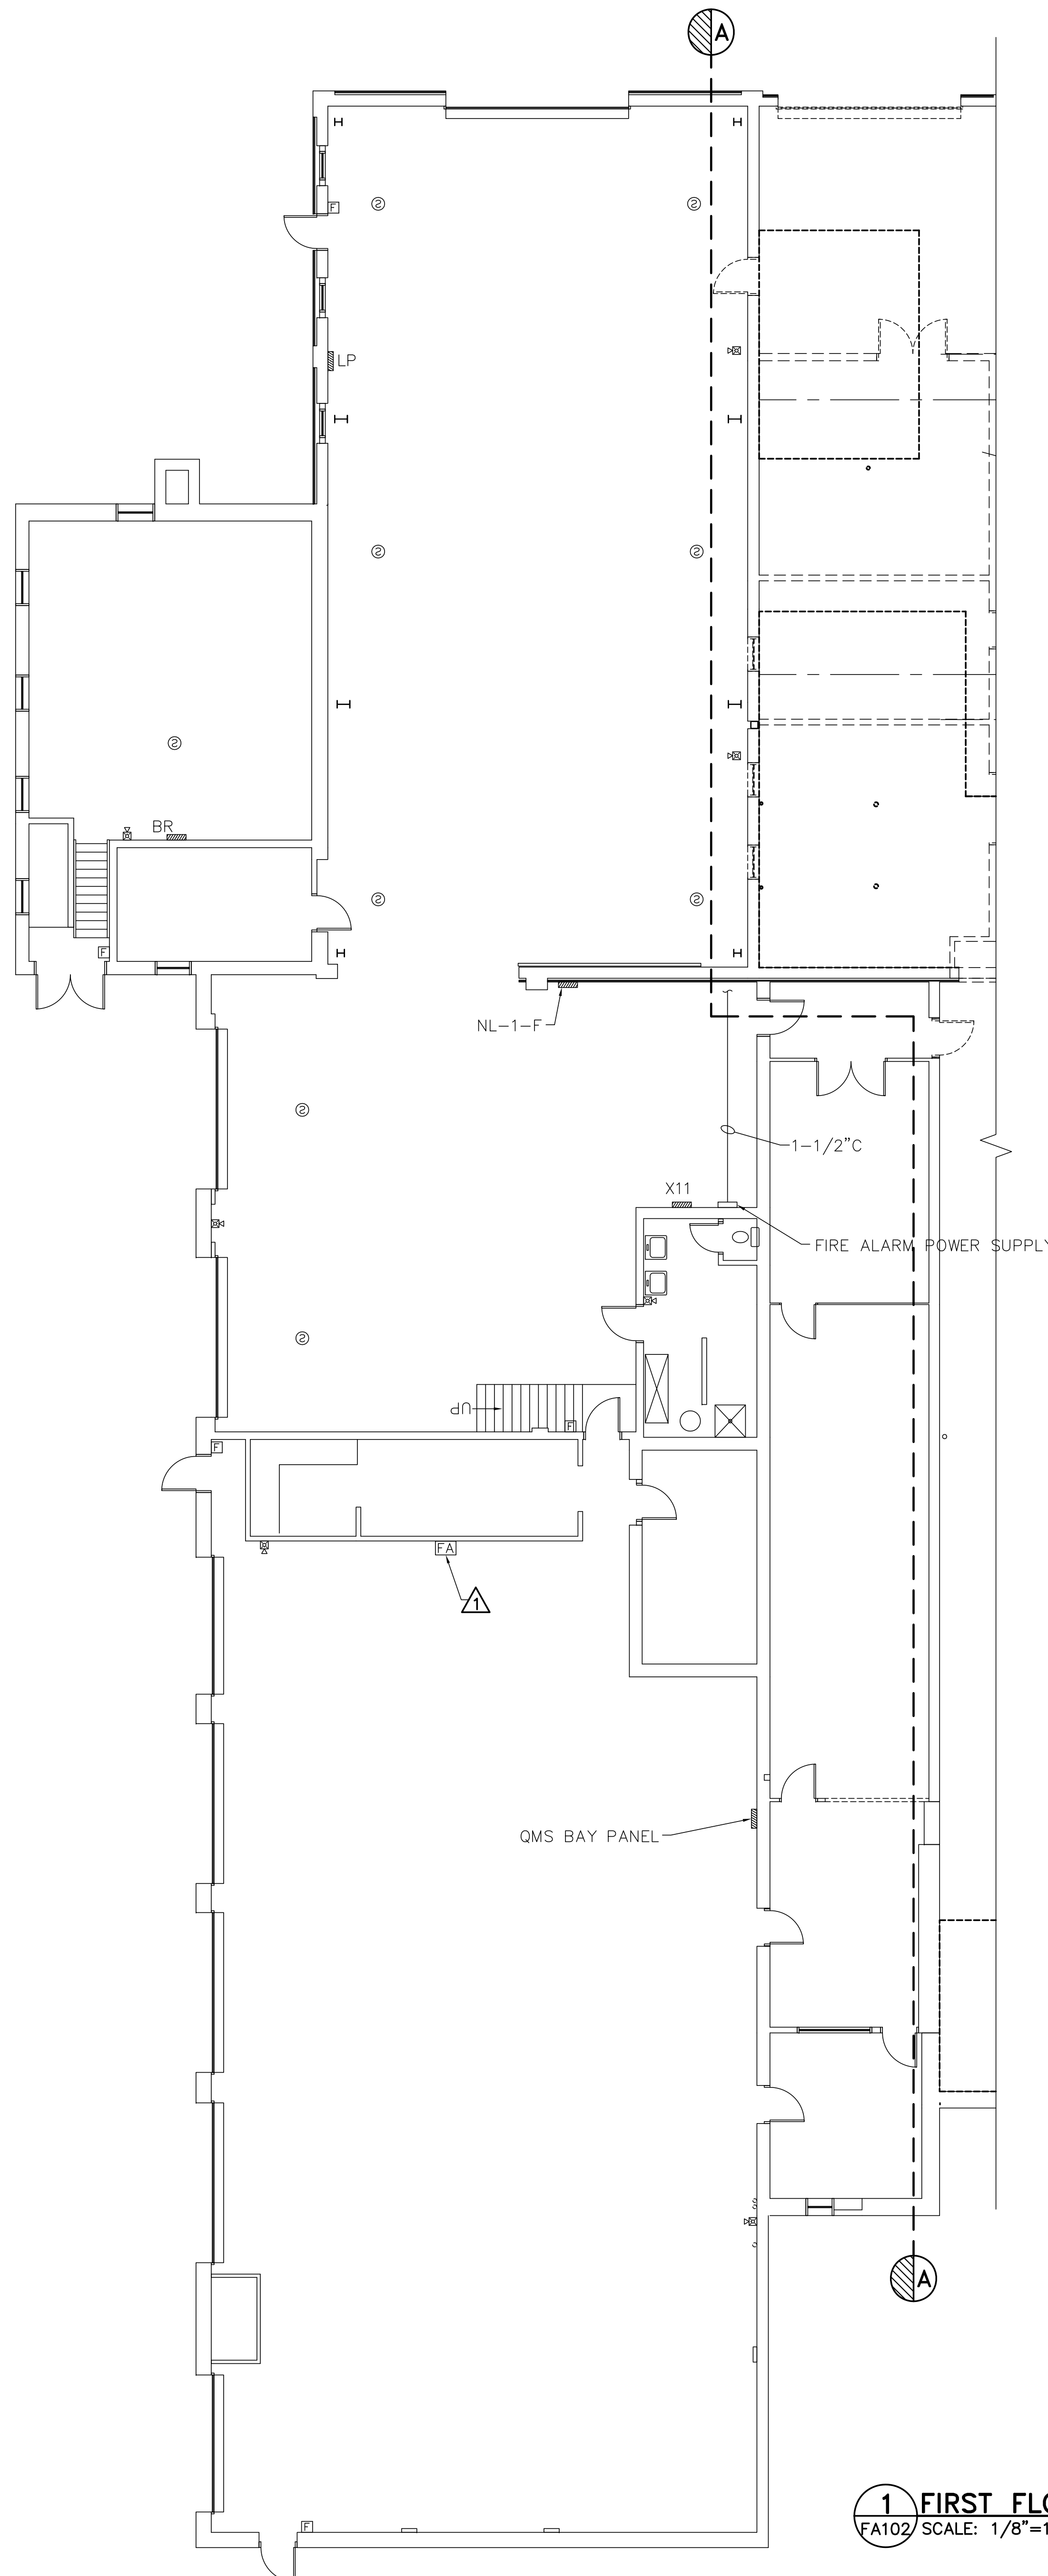 A
F
S
S
LP
S
S
S
BR
S
S
F
NL-1-F
S
1-1/2"C
X11
FIRE ALARM POWER SUPPLY
S
UP
F
F
FA
1
QMS BAY PANEL
A
F
1
FIRST FLO
FA102
SCALE: 1/8"=1